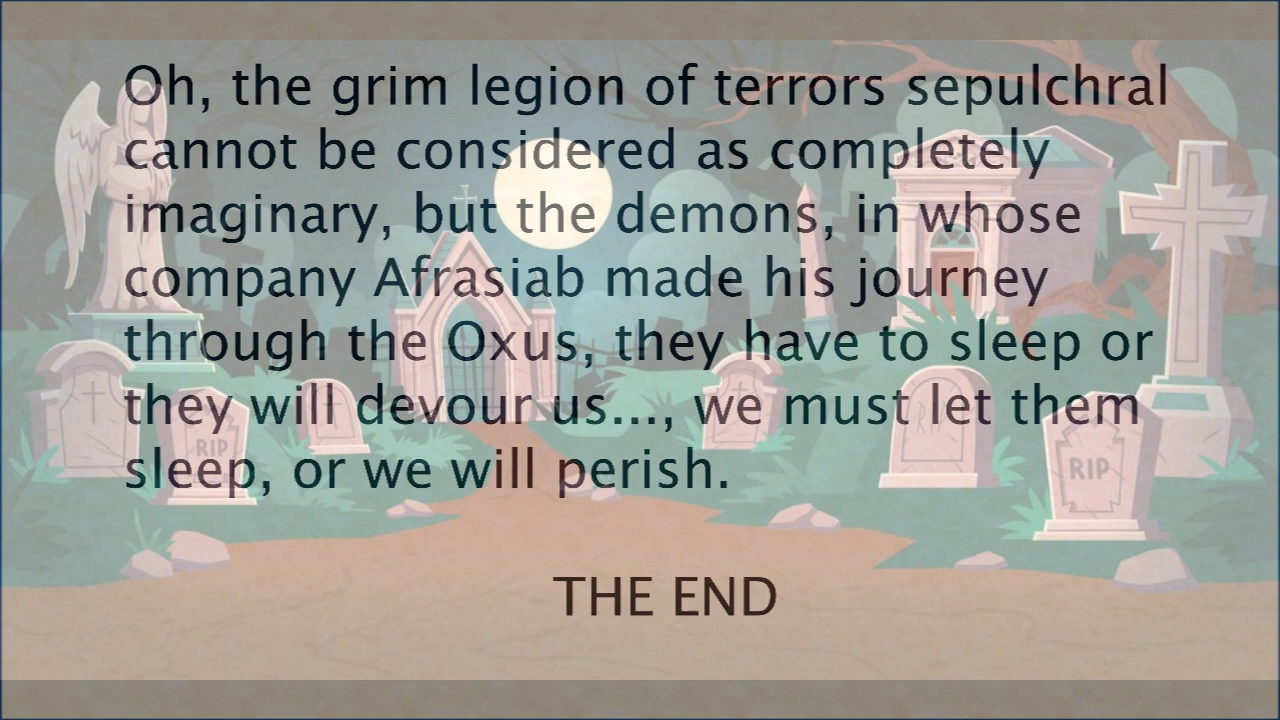 Oh, the grim legion of terrors sepulchral
cannot be considered as completely
imaginary, but the demons, in whose
company Afrasiab made his journey
through the Oxus, they have to sleep or
they will devour us..., we must let them
sleep, or we will perish.
THE END
RIP
RIP